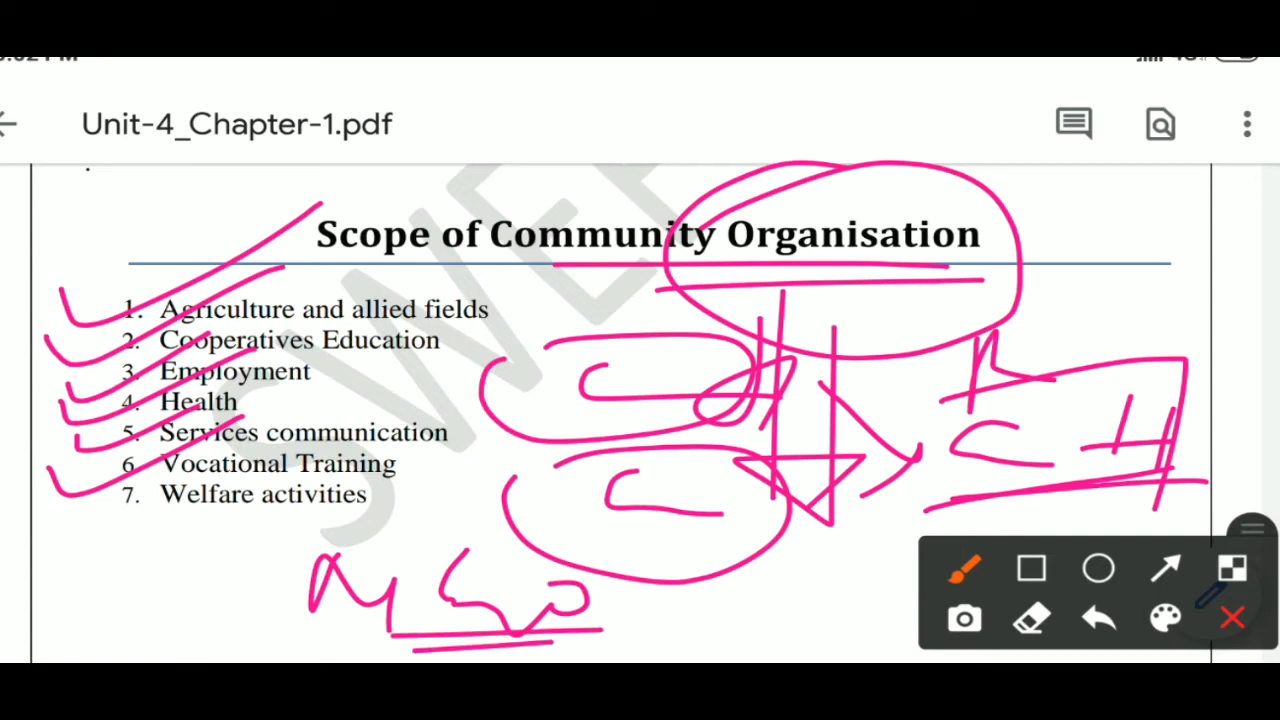 Unit-4_Chapter-1.pdf
Scope of Community Organisation
1. Agriculture and allied fields
2. Cooperatives Education
3. Employment
4. Health
5. Services communication
6. Vocational Training
7. Welfare activities